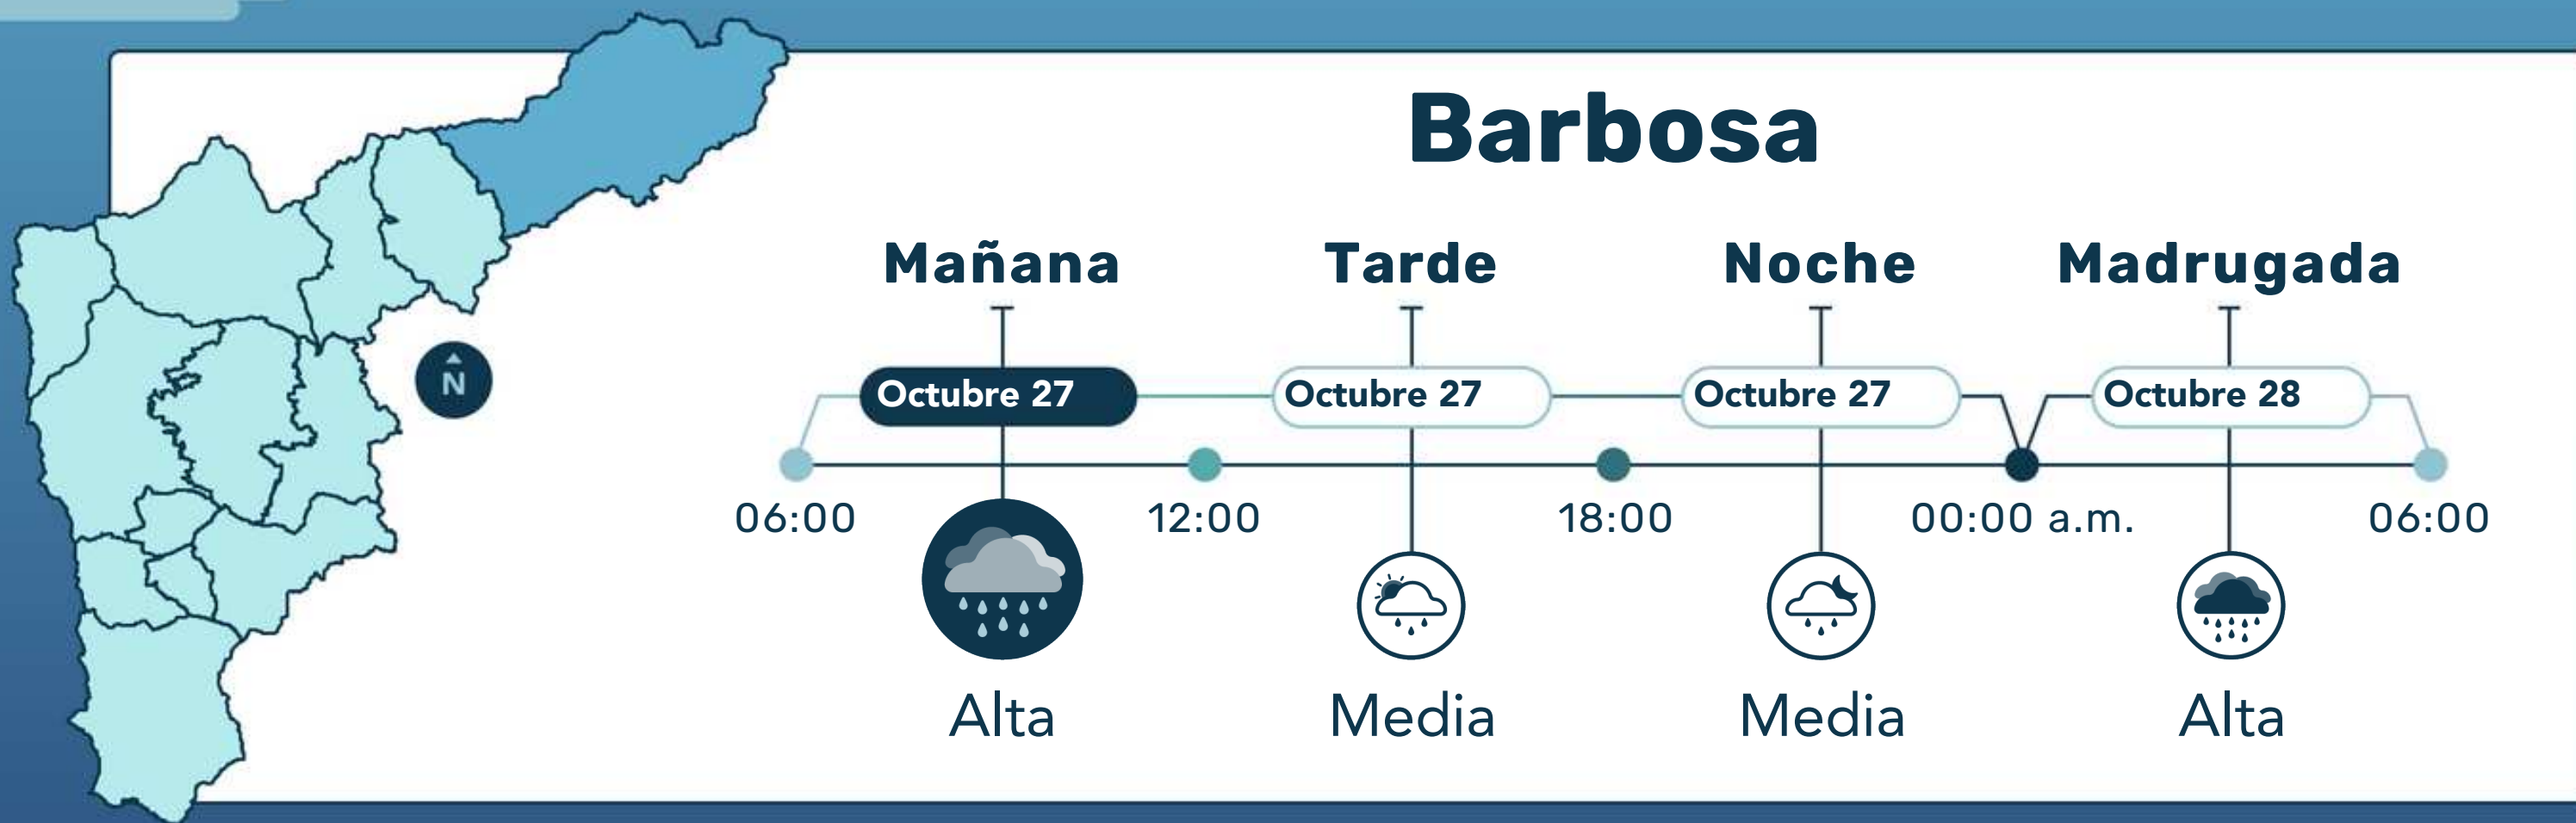 Barbosa
Mañana Tarde Noche Madrugada
N
Octubre 27 Octubre 27 Octubre 27 Octubre 28
06:00 12:00 18:00 00:00 a.m. 06:00
Alta Media Media Alta